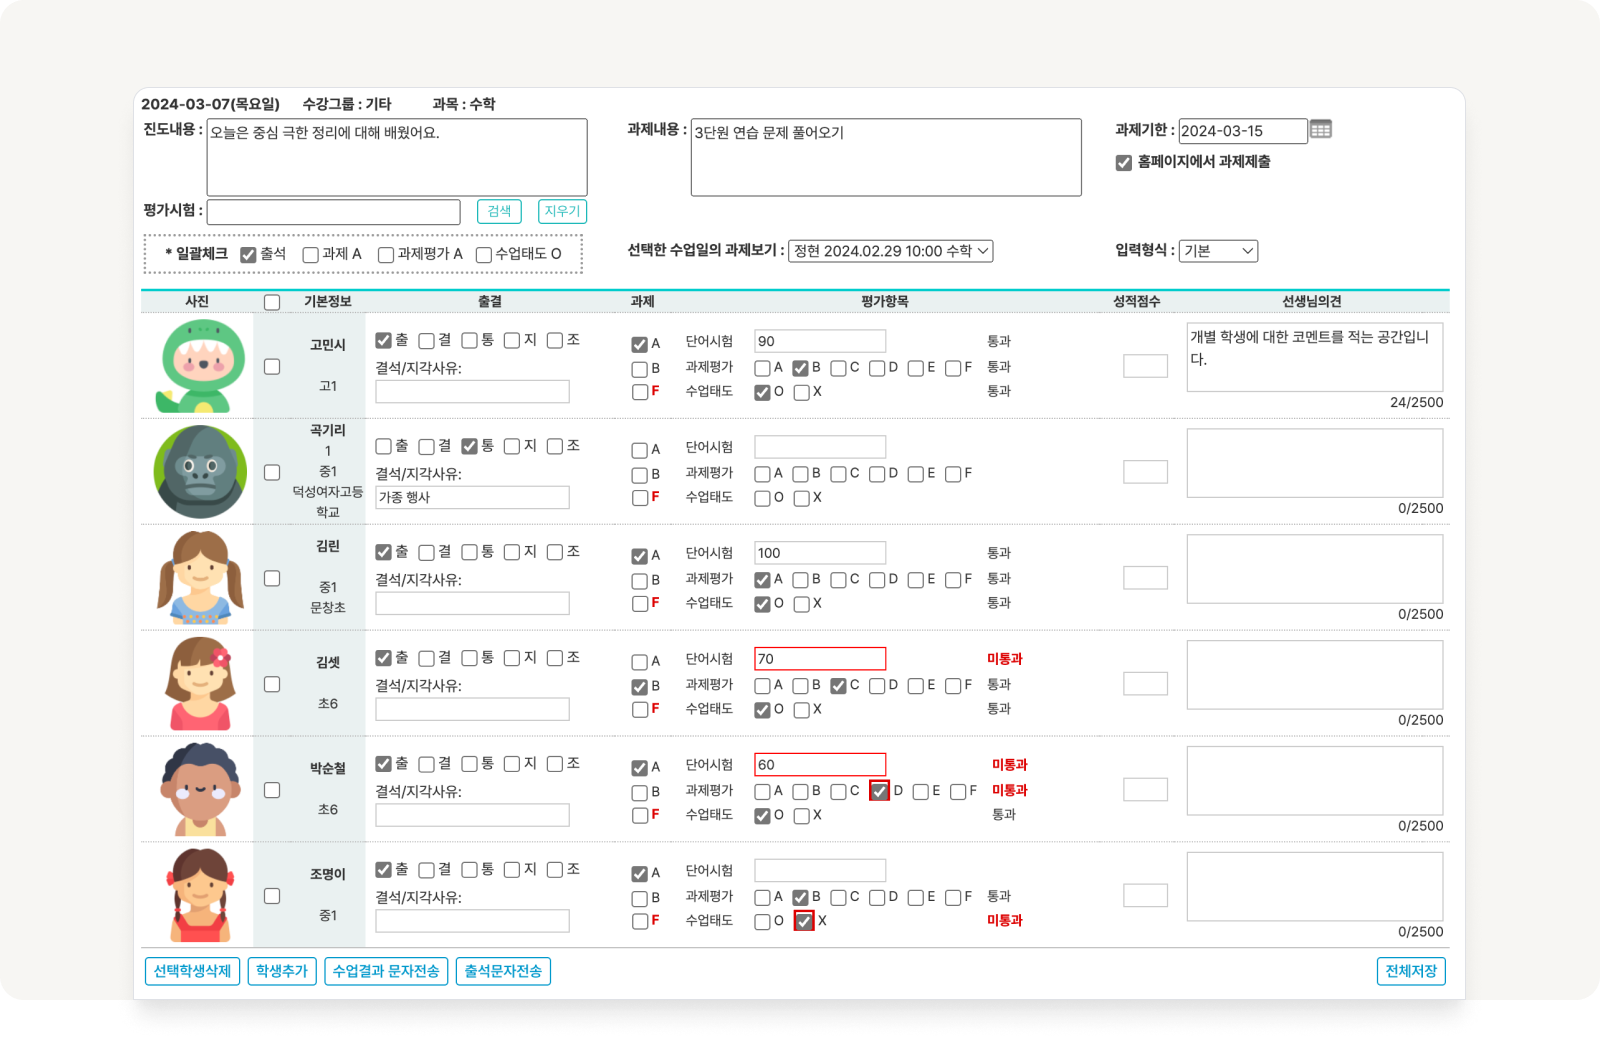 2024-03-07(목요일) 수강그룹 : 기타 과목 : 수학
진도내용 : 오늘은 중심 극한 정리에 대해 배웠어요. 과제내용 : 3단원 연습 문제 풀어오기 과제기한 : 2024-03-15
홈페이지에서 과제제출
평가시험 : 검색 지우기
* 일괄체크 출석 과제 A 과제평가 A 수업태도 O 선택한 수업일의 과제보기 : 정현 2024.02.29 10:00 수학 입력형식 : 기본
사진 기본정보 출결 과제 평가항목 성적점수 선생님의견
고민시
고1
출 결 통 지 조
결석/지각사유:
A
B
F
단어시험 90 통과
과제평가 A B C D E F 통과
수업태도 O X 통과
개별 학생에 대한 코멘트를 적는 공간입니
다.
24/2500
곡기리
1
중1
덕성여자고등
학교
출 결 통 지 조
결석/지각사유:
가종 행사
A
B
F
단어시험
과제평가 A B C D E F
수업태도 O X
0/2500
김린
중1
문창초
출 결 통 지 조
결석/지각사유:
A
B
F
단어시험 100 통과
과제평가 A B C D E F 통과
수업태도 O X 통과
0/2500
김셋
초6
출 결 통 지 조
결석/지각사유:
A
B
F
단어시험 70 미통과
과제평가 A B C D E F 통과
수업태도 O X 통과
0/2500
박순철
초6
출 결 통 지 조
결석/지각사유:
A
B
F
단어시험 60 미통과
과제평가 A B C D E F 미통과
수업태도 O X 통과
0/2500
조명이
중1
출 결 통 지 조
결석/지각사유:
A
B
F
단어시험
과제평가 A B C D E F 통과
수업태도 O X 미통과
0/2500
선택학생삭제 학생추가 수업결과 문자전송 출석문자전송 전체저장